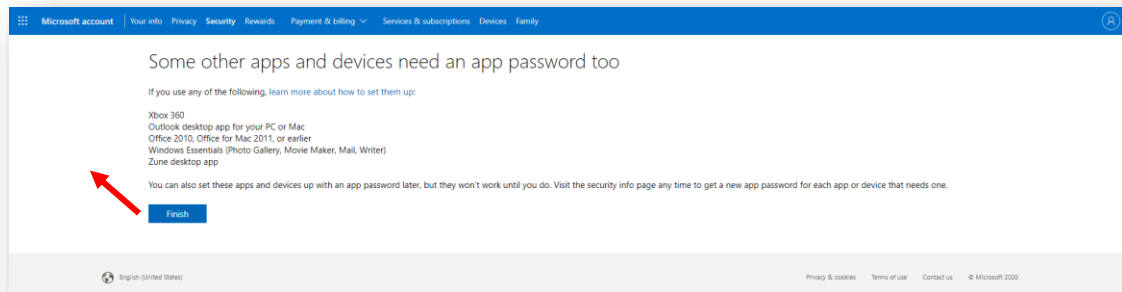 Microsoft account Your info Privacy Security Rewards Payment & billing Services & subscriptions Devices Family
Some other apps and devices need an app password too
If you use any of the following, learn more about how to set them up:
Xbox 360
Outlook desktop app for your PC or Mac
Office 2010, Office for Mac 2011, or earlier
Windows Essentials (Photo Gallery, Movie Maker, Mail, Writer)
Zune desktop app
You can also set these apps and devices up with an app password later, but they won't work until you do. Visit the security info page any time to get a new app password for each app or device that needs one.
Finish
English (United States) Privacy & cookies Terms of use Contact us © Microsoft 2020